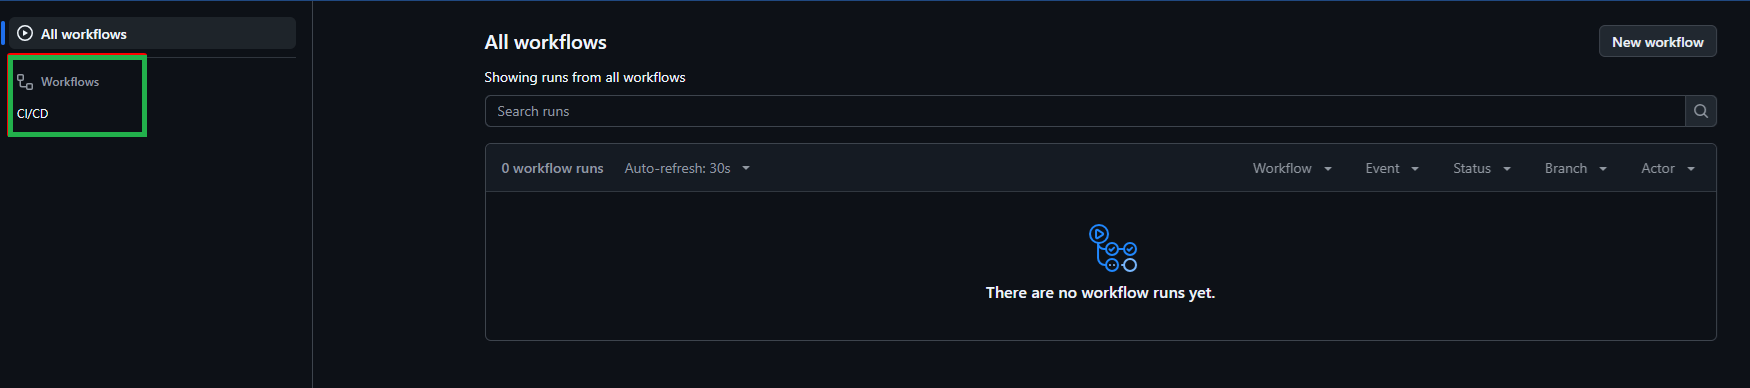 All workflows
Workflows
CI/CD
All workflows
New workflow
Showing runs from all workflows
Search runs
0 workflow runs Auto-refresh: 30s Workflow Event Status Branch Actor
There are no workflow runs yet.